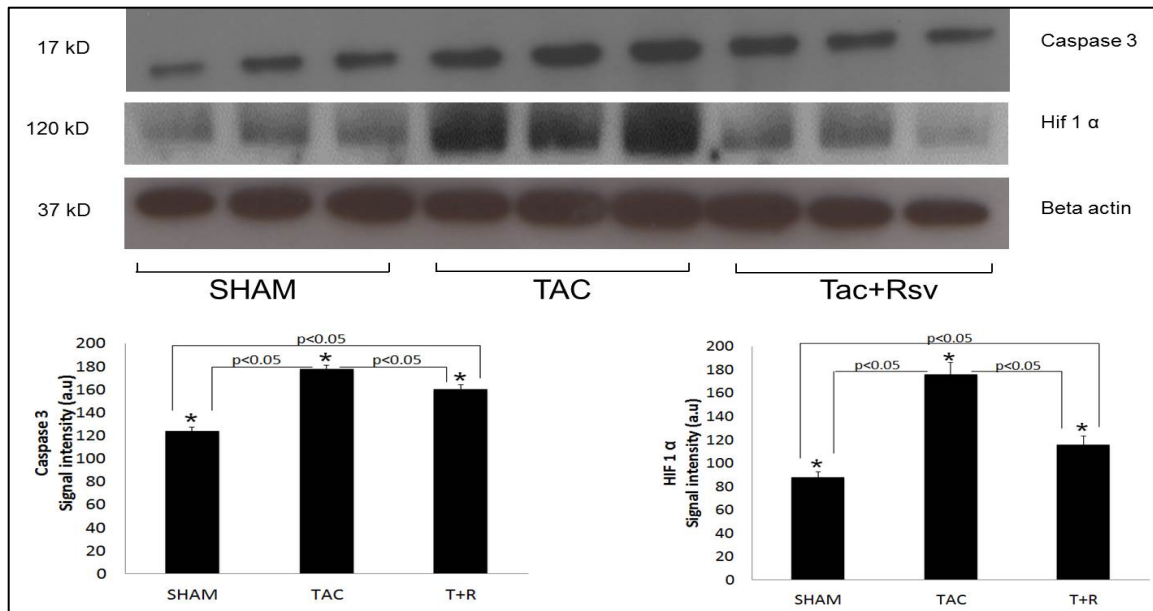 17 kD
Caspase 3
120 kD
Hif 1 α
37 kD
Beta actin
SHAM TAC Tac+Rsv
p<0.05
p<0.05 p<0.05
* * *
Caspase 3
Signal intensity (a.u)
200
180
160
140
120
100
80
60
40
20
0
SHAM TAC T+R
p<0.05
p<0.05 p<0.05
* * *
HIF 1 α
Signal intensity (a.u)
200
180
160
140
120
100
80
60
40
20
0
SHAM TAC T+R